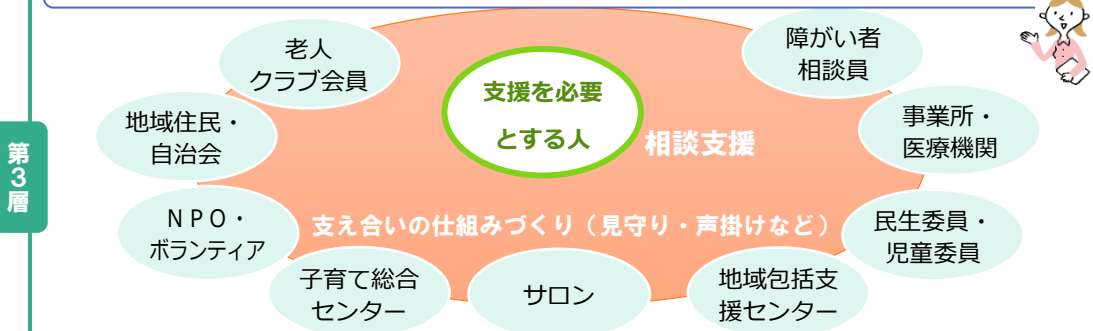 老人
クラブ会員
障がい者
相談員
支援を必要
とする人
地域住民・
自治会
相談支援
事業所・
医療機関
第3層
NPO・
ボランティア
支え合いの仕組みづくり（見守り・声掛けなど）
民生委員・
児童委員
子育て総合
センター
サロン
地域包括支
援センター